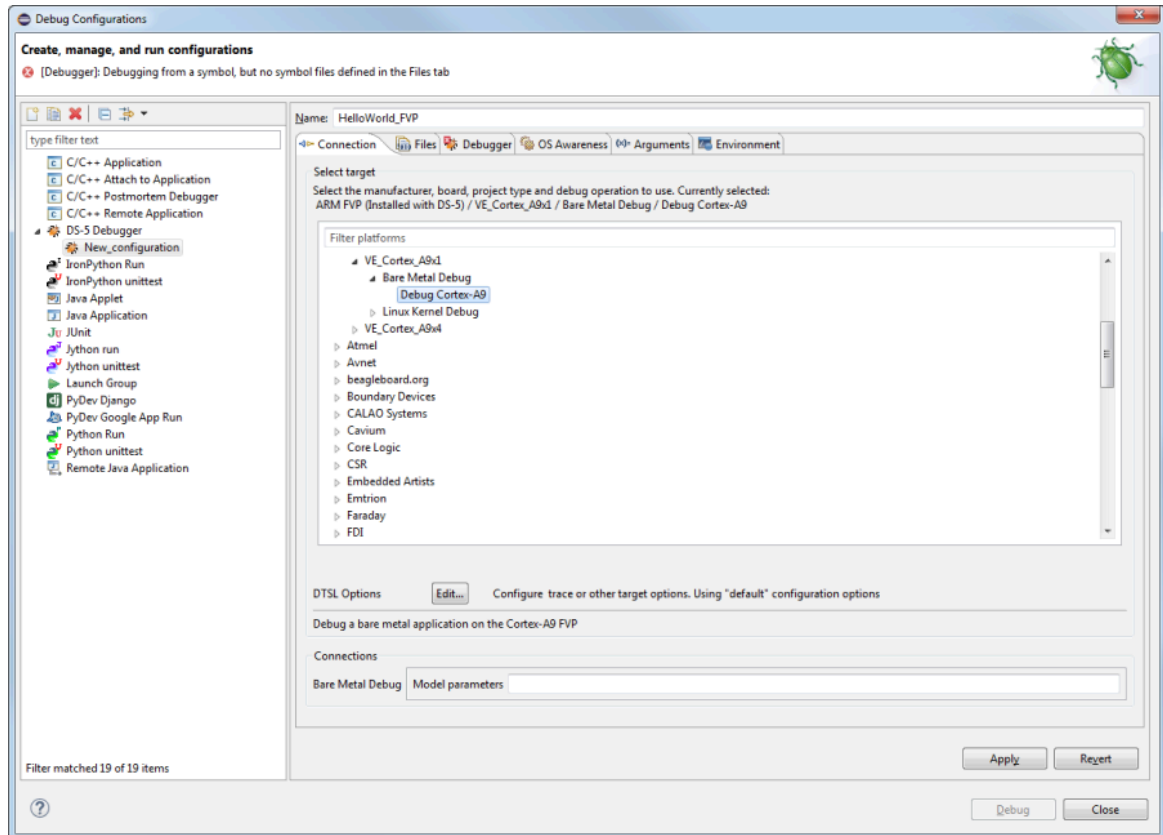 Debug Configurations
Create, manage, and run configurations
[Debugger]: Debugging from a symbol, but no symbol files defined in the Files tab
type filter text
C/C++ Application
C/C++ Attach to Application
C/C++ Postmortem Debugger
C/C++ Remote Application
DS-5 Debugger
New_configuration
IronPython Run
IronPython unittest
Java Applet
Java Application
Ju JUnit
Jython run
Jython unittest
Launch Group
dj PyDev Django
PyDev Google App Run
Python Run
Python unittest
Remote Java Application
Filter matched 19 of 19 items
Name: HelloWorld_FVP
Connection Files Debugger OS Awareness Arguments Environment
Select target
Select the manufacturer, board, project type and debug operation to use. Currently selected:
ARM FVP (Installed with DS-5) / VE_Cortex_A9x1 / Bare Metal Debug / Debug Cortex-A9
Filter platforms
VE_Cortex_A9x1
Bare Metal Debug
Debug Cortex-A9
Linux Kernel Debug
VE_Cortex_A9x4
Atmel
Avnet
beagleboard.org
Boundary Devices
CALAO Systems
Cavium
Core Logic
CSR
Embedded Artists
Emtrion
Faraday
FDI
DTSL Options Edit... Configure trace or other target options. Using "default" configuration options
Debug a bare metal application on the Cortex-A9 FVP
Connections
Bare Metal Debug Model parameters
Apply Revert
? Debug Close